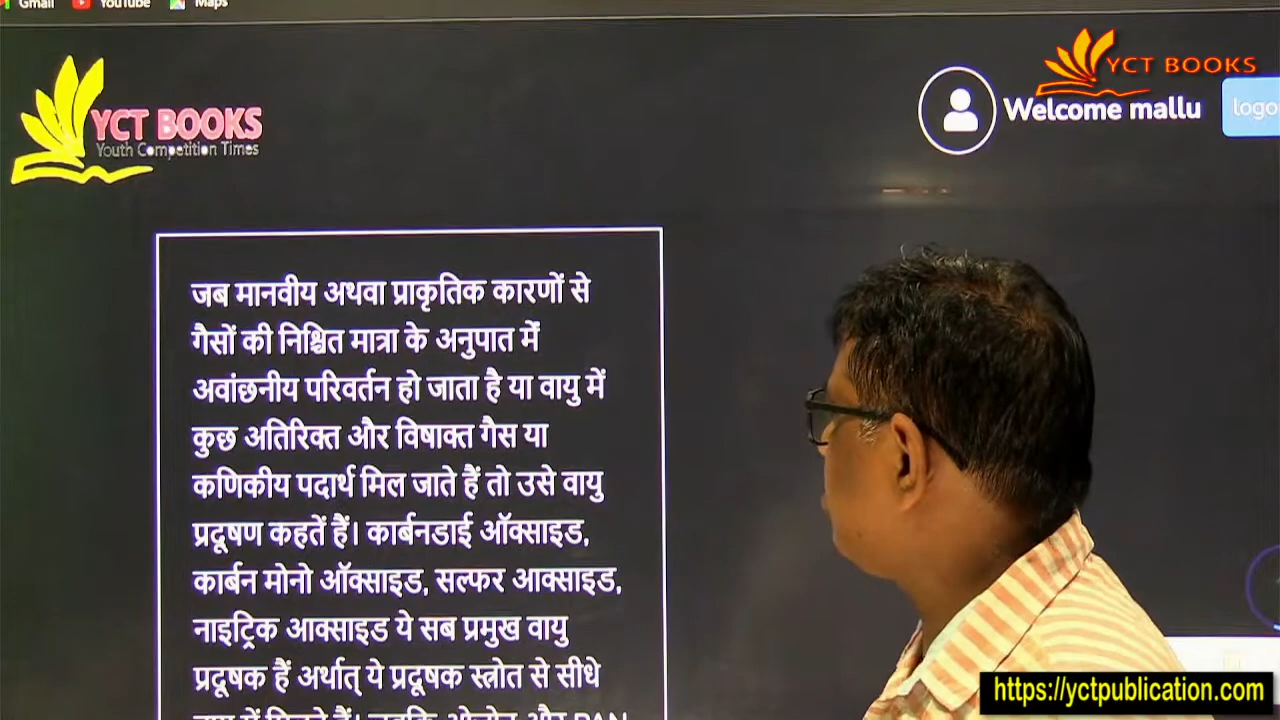 Gmail
YouTube
Maps
YCT BOOKS
Youth Competition Times
YCT BOOKS
Welcome mallu
logo
जब मानवीय अथवा प्राकृतिक कारणों से
गैसों की निश्चित मात्रा के अनुपात में
अवांछनीय परिवर्तन हो जाता है या वायु में
कुछ अतिरिक्त और विषाक्त गैस या
कणिकीय पदार्थ मिल जाते हैं तो उसे वायु
प्रदूषण कहतें हैं। कार्बनडाई ऑक्साइड,
कार्बन मोनो ऑक्साइड, सल्फर आक्साइड,
नाइट्रिक आक्साइड ये सब प्रमुख वायु
प्रदूषक हैं अर्थात् ये प्रदूषक स्त्रोत से सीधे
https://yctpublication.com